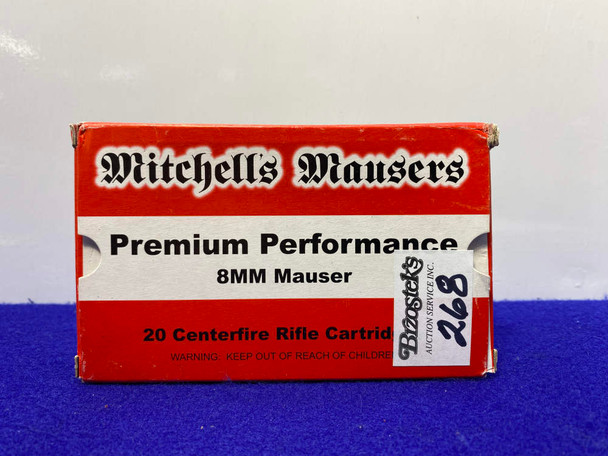 Mitchell's Mausers
Premium Performance
8MM Mauser
20 Centerfire Rifle Cartrid
WARNING: KEEP OUT OF REACH OF CHILDRE
Brzostek's
AUCTION SERVICE INC.
268